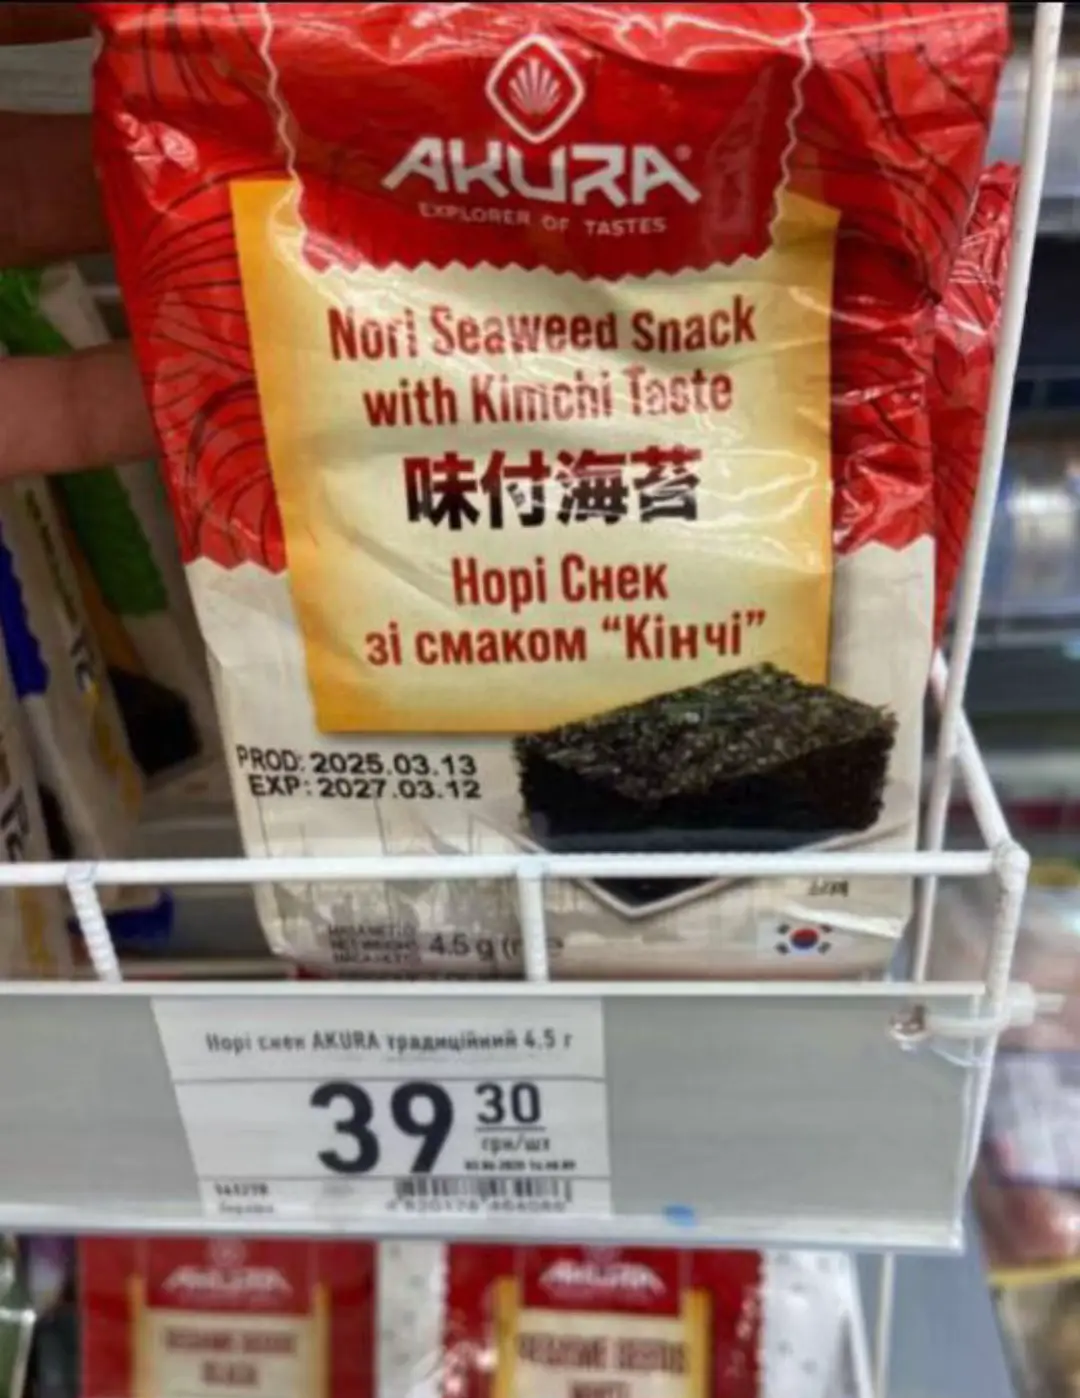 AKURA®
EXPLORER OF TASTES
Nori Seaweed Snack
with Kimchi Taste
味付海苔
Норі Снек
зі смаком “Кінчі”
PROD: 2025.03.13
EXP: 2027.03.12
NET WEIGHT 4.5 g
Норі снек AKURA традиційний 4,5 г
39 30
грн/шт
AKURA
AKURA